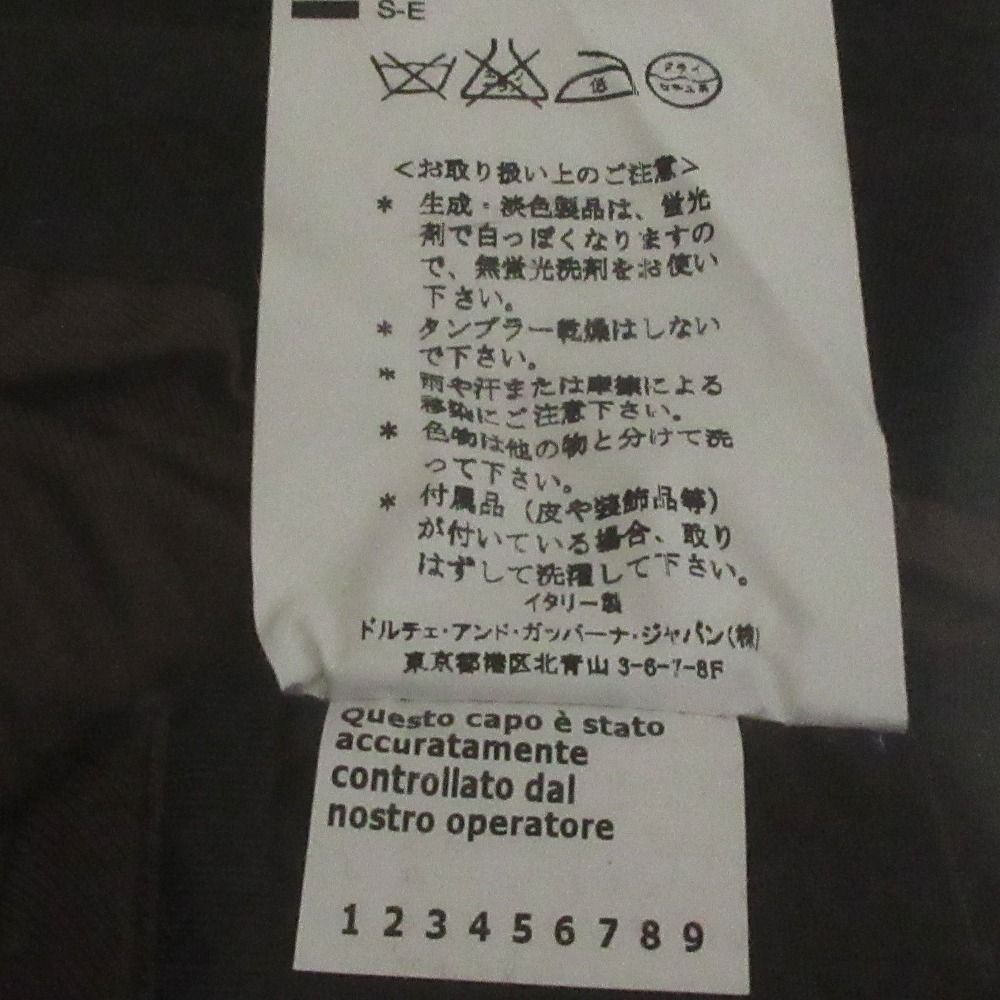 S-E
低
ドライ
セキユ系
<お取り扱い上のご注意>
* 生成・淡色製品は、蛍光
剤で白っぽくなりますの
で、無蛍光洗剤をお使い
下さい。
* タンブラー乾燥はしない
で下さい。
* 雨や汗または摩擦による
移染にご注意下さい。
* 色物は他の物と分けて洗
って下さい。
* 付属品(皮や装飾品等)
が付いている場合、取り
はずして洗濯して下さい。
イタリー製
ドルチェ・アンド・ガッバーナ・ジャパン(株)
東京都港区北青山 3-6-7-8F
Questo capo è stato
accuratamente
controllato dal
nostro operatore
1 2 3 4 5 6 7 8 9